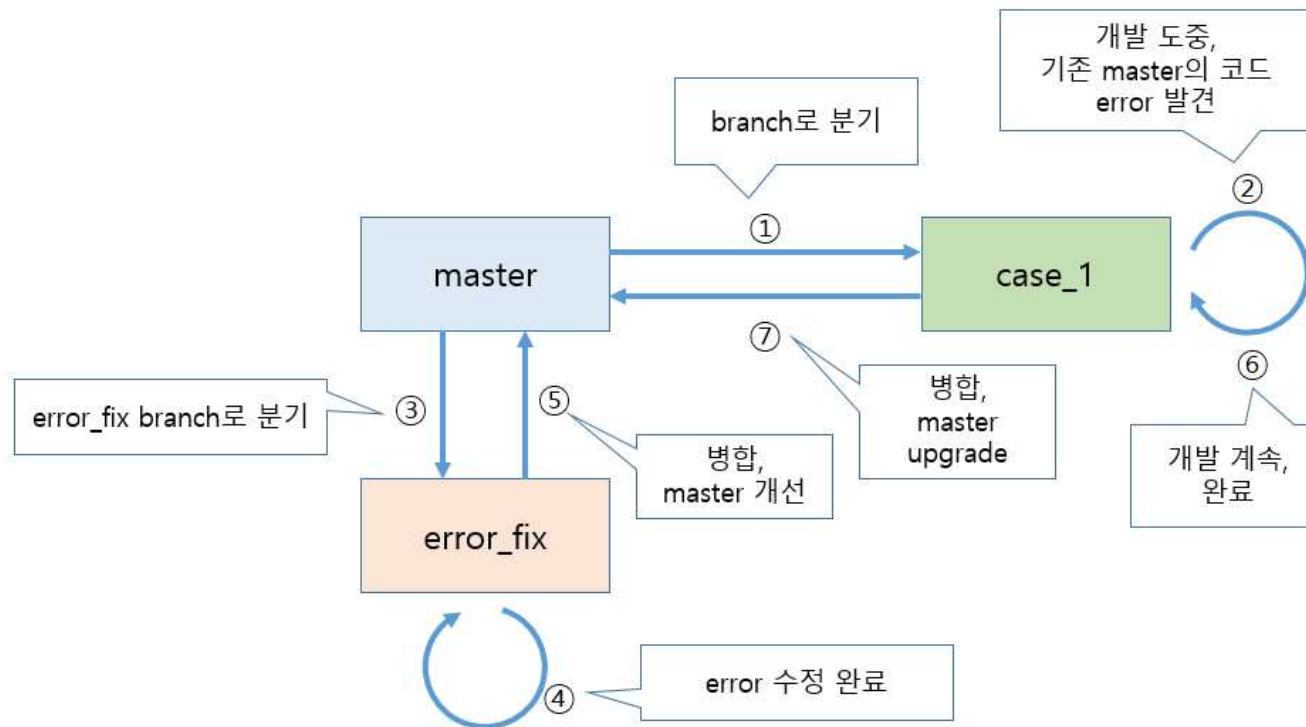 개발 도중,
기존 master의 코드
error 발견
branch로 분기
①
②
master
case_1
⑦
⑥
error_fix branch로 분기
③
⑤
병합,
master 개선
병합,
master
upgrade
개발 계속,
완료
error_fix
④
error 수정 완료